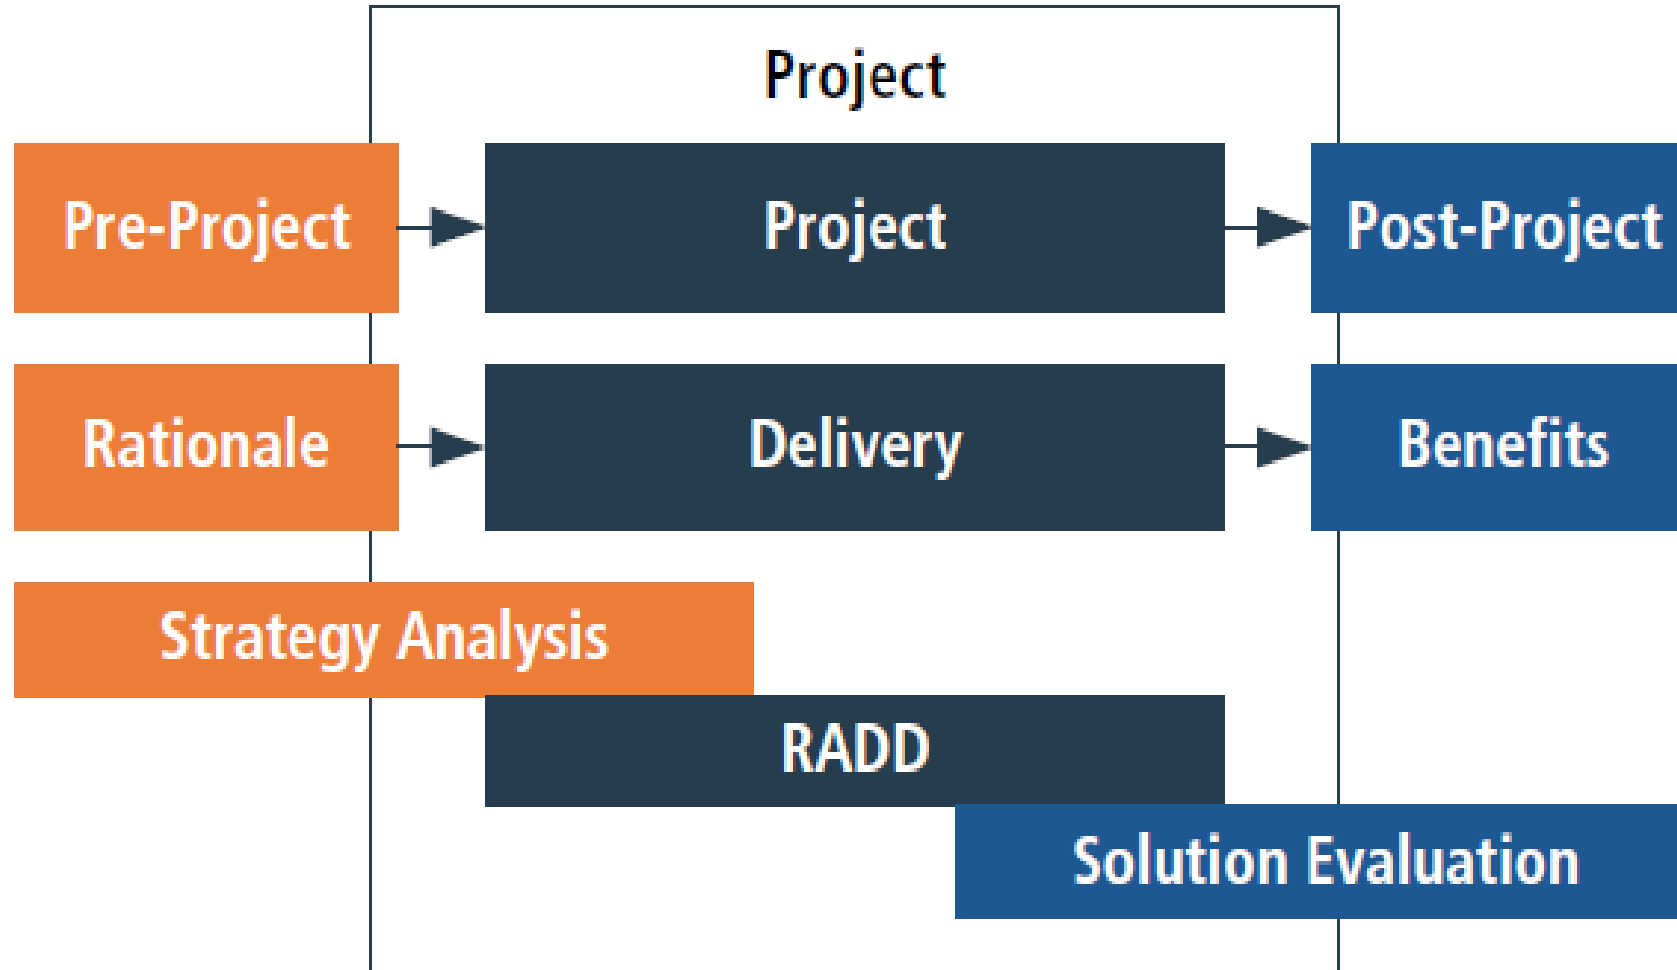 Project
Pre-Project
Project
Post-Project
Rationale
Delivery
Benefits
Strategy Analysis
RADD
Solution Evaluation